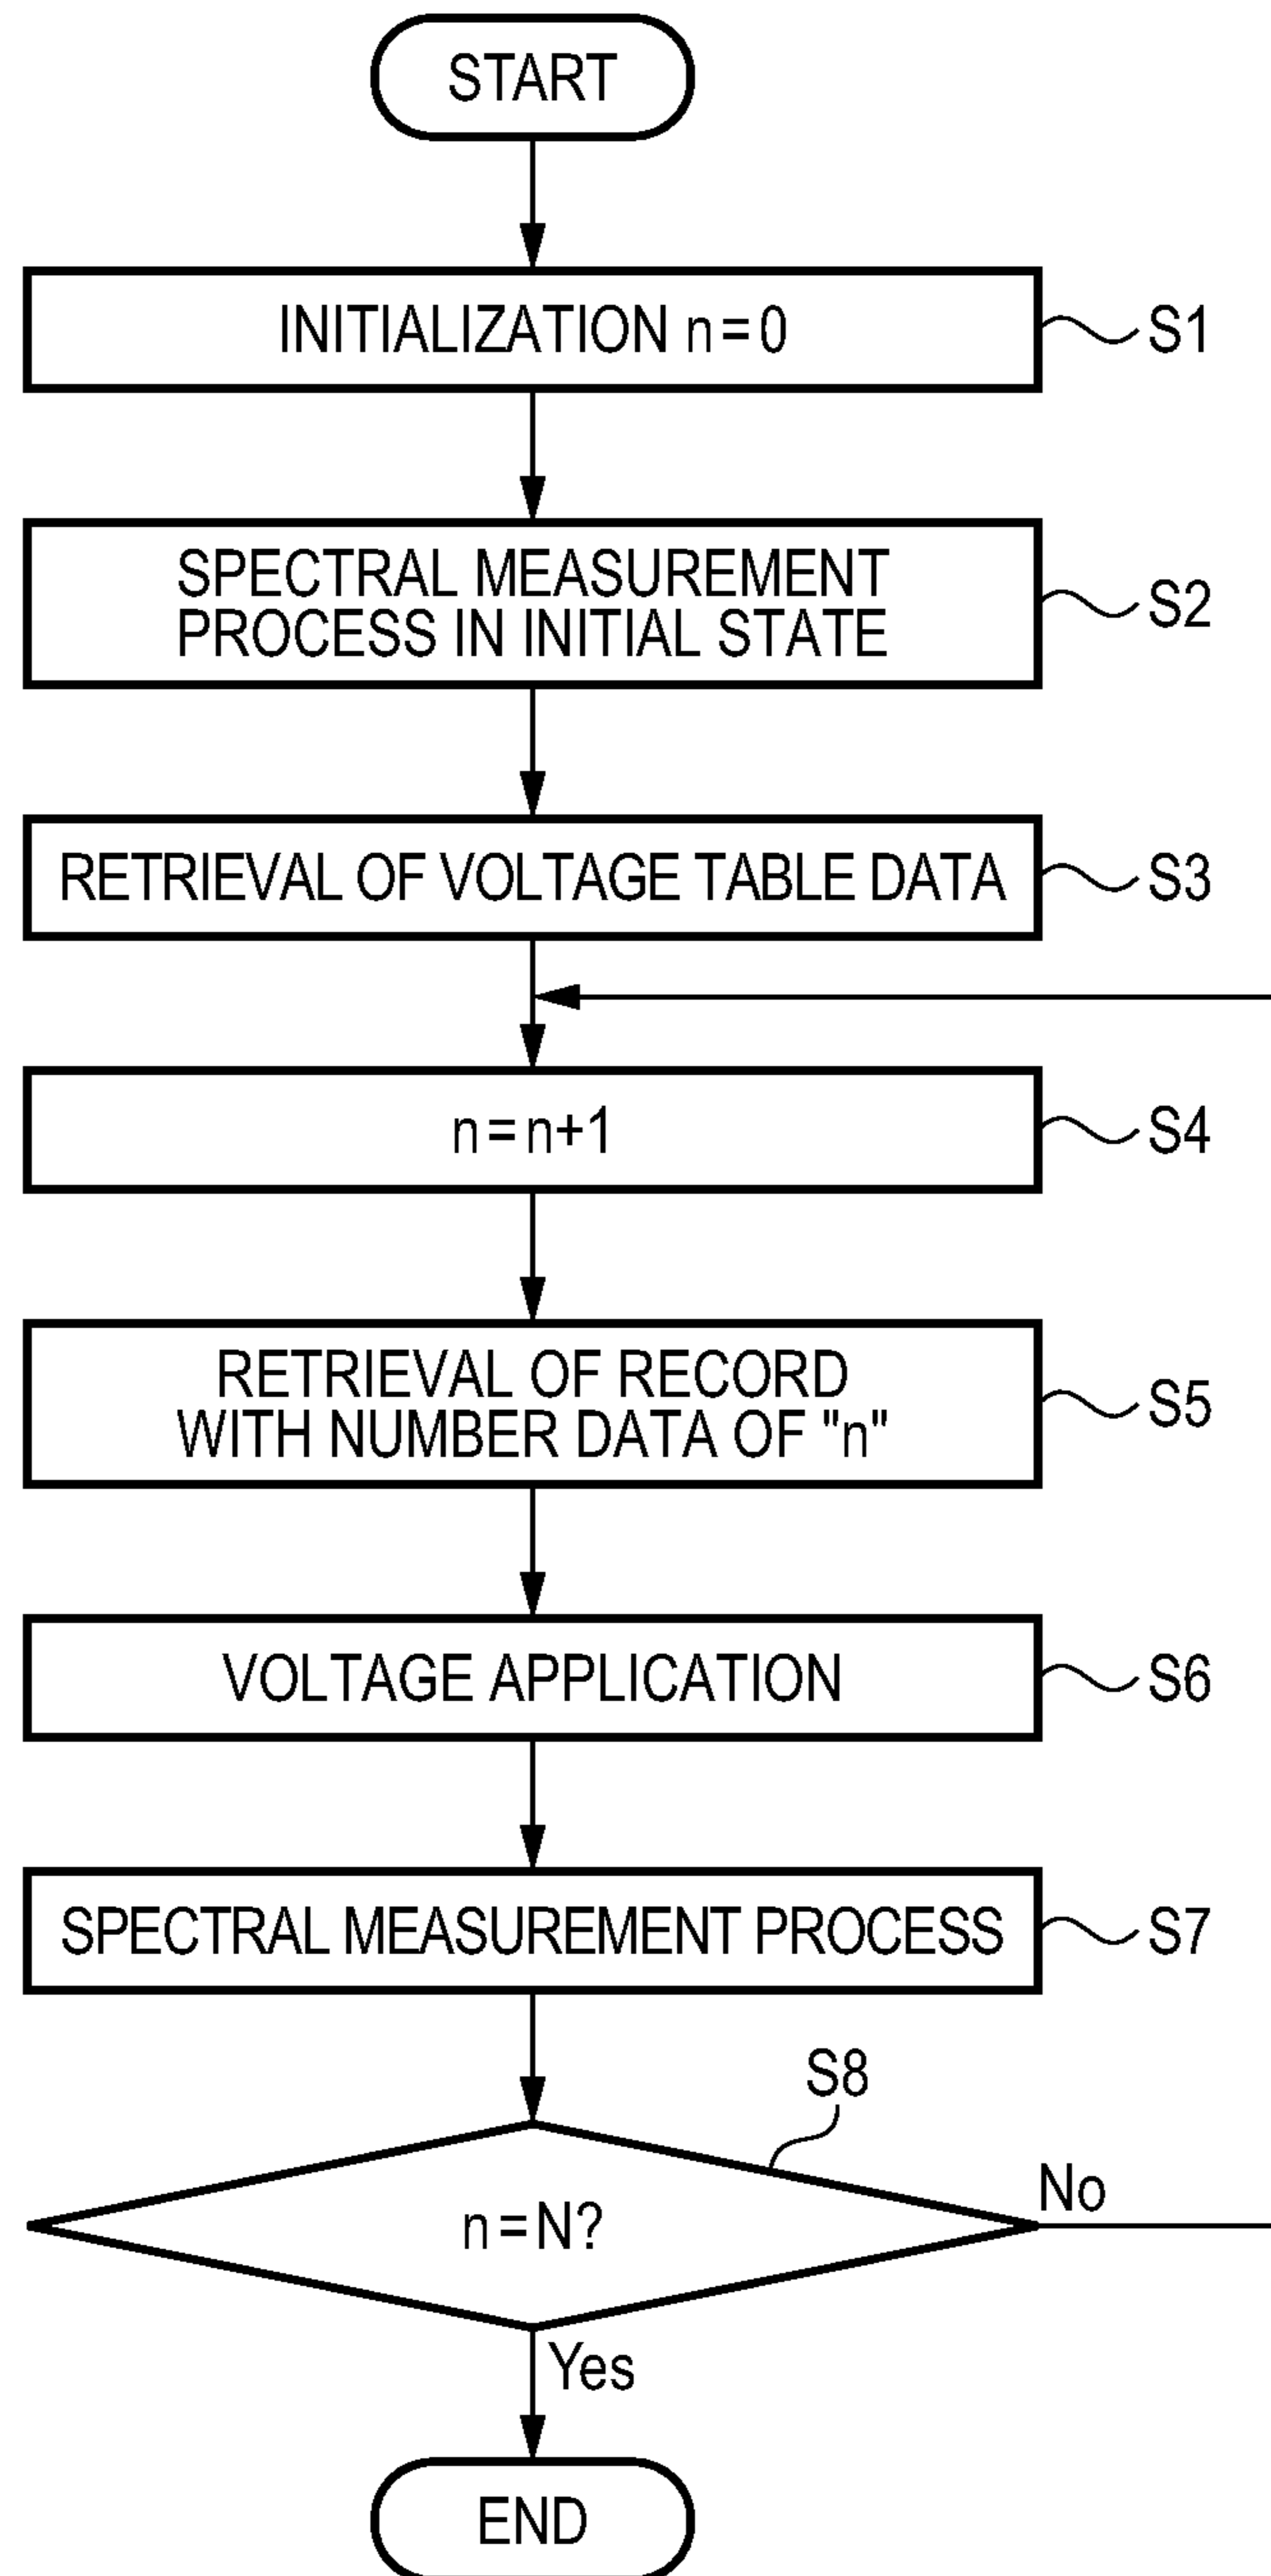 START
INITIALIZATION n=0
S1
SPECTRAL MEASUREMENT
PROCESS IN INITIAL STATE
S2
RETRIEVAL OF VOLTAGE TABLE DATA
S3
n=n+1
S4
RETRIEVAL OF RECORD
WITH NUMBER DATA OF "n"
S5
VOLTAGE APPLICATION
S6
SPECTRAL MEASUREMENT PROCESS
S7
S8
n=N?
No
Yes
END